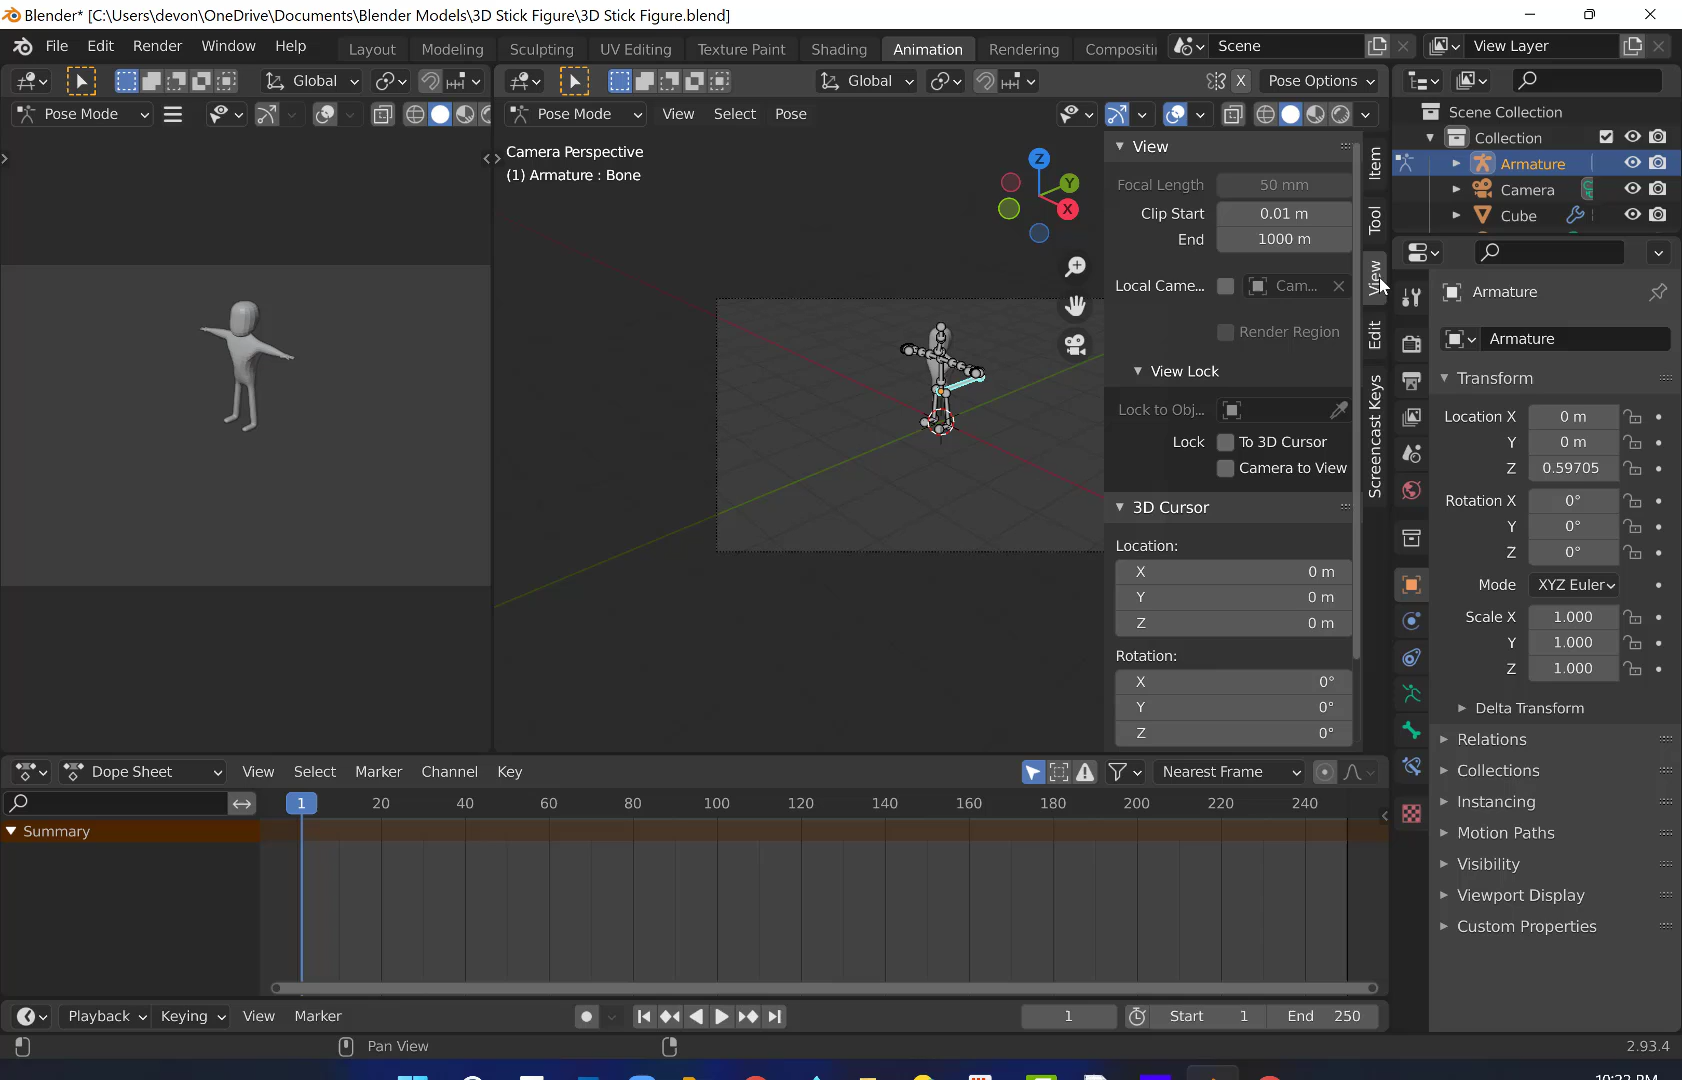 Blender* [C:\Users\devon\OneDrive\Documents\Blender Models\3D Stick Figure\3D Stick Figure.blend]
File Edit Render Window Help Layout Modeling Sculpting UV Editing Texture Paint Shading Animation Rendering Compositi Scene View Layer
Global Global X Pose Options
Pose Mode Pose Mode View Select Pose
Camera Perspective
(1) Armature : Bone
Z
Y
X
View
Focal Length 50 mm
Clip Start 0.01 m
End 1000 m
Local Came... Cam...
Render Region
View Lock
Lock to Obj...
Lock To 3D Cursor
Camera to View
3D Cursor
Location:
X 0 m
Y 0 m
Z 0 m
Rotation:
X 0°
Y 0°
Z 0°
Item
Tool
View
Edit
Screencast Keys
Scene Collection
Collection
Armature
Camera
Cube
Armature
Armature
Transform
Location X 0 m
Y 0 m
Z 0.59705
Rotation X 0°
Y 0°
Z 0°
Mode XYZ Euler
Scale X 1.000
Y 1.000
Z 1.000
Delta Transform
Relations
Collections
Instancing
Motion Paths
Visibility
Viewport Display
Custom Properties
Dope Sheet View Select Marker Channel Key Nearest Frame
1 20 40 60 80 100 120 140 160 180 200 220 240
Summary
Playback Keying View Marker 1 Start 1 End 250
Pan View 2.93.4